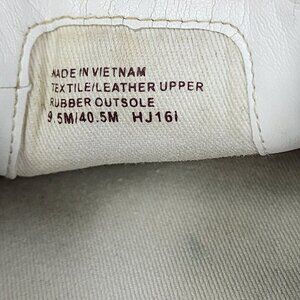 MADE IN VIETNAM
TEXTILE/LEATHER UPPER
RUBBER OUTSOLE
9.5M/40.5M HJ16I